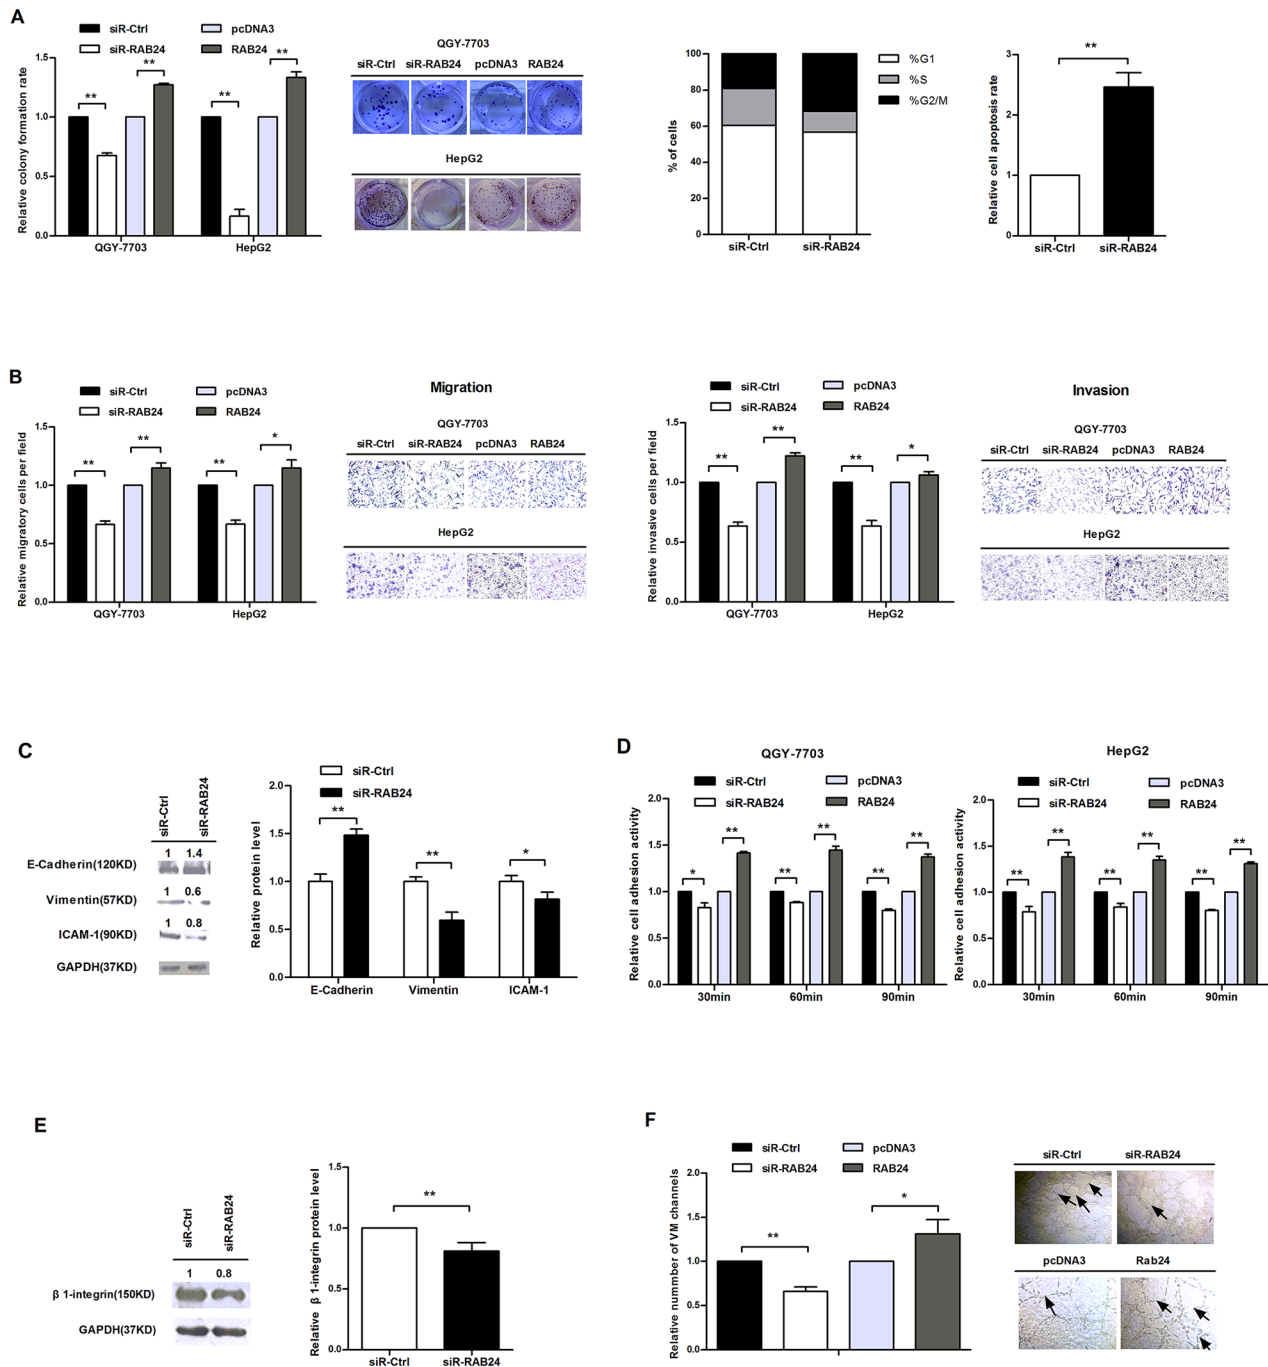 A
siR-Ctrl
pcDNA3
siR-RAB24
RAB24
Relative colony formation rate
1.5
1.0
0.5
0.0
**
**
**
**
QGY-7703
HepG2
QGY-7703
siR-Ctrl siR-RAB24 pcDNA3 RAB24
HepG2
% of cells
100
80
60
40
20
0
siR-Ctrl
siR-RAB24
%G1
%S
%G2/M
Relative cell apoptosis rate
3
2
1
0
**
siR-Ctrl
siR-RAB24
B
siR-Ctrl
pcDNA3
siR-RAB24
RAB24
Relative migratory cells per field
1.5
1.0
0.5
0.0
**
**
**
*
QGY-7703
HepG2
Migration
QGY-7703
siR-Ctrl siR-RAB24 pcDNA3 RAB24
HepG2
siR-Ctrl
pcDNA3
siR-RAB24
RAB24
Relative invasive cells per field
1.5
1.0
0.5
0.0
**
**
**
*
QGY-7703
HepG2
Invasion
QGY-7703
siR-Ctrl siR-RAB24 pcDNA3 RAB24
HepG2
C
siR-Ctrl
siR-RAB24
1 1.4
E-Cadherin(120KD)
1 0.6
Vimentin(57KD)
1 0.8
ICAM-1(90KD)
GAPDH(37KD)
siR-Ctrl
siR-RAB24
Relative protein level
2.0
1.5
1.0
0.5
0.0
**
**
*
E-Cadherin
Vimentin
ICAM-1
D
QGY-7703
siR-Ctrl
pcDNA3
siR-RAB24
RAB24
Relative cell adhesion activity
2.0
1.5
1.0
0.5
0.0
*
**
**
**
**
**
30min
60min
90min
HepG2
siR-Ctrl
pcDNA3
siR-RAB24
RAB24
Relative cell adhesion activity
2.0
1.5
1.0
0.5
0.0
**
**
**
**
**
**
30min
60min
90min
E
siR-Ctrl
siR-RAB24
1 0.8
β 1-integrin(150KD)
GAPDH(37KD)
Relative β 1-integrin protein level
1.5
1.0
0.5
0.0
**
siR-Ctrl
siR-RAB24
F
siR-Ctrl
pcDNA3
siR-RAB24
RAB24
Relative numnber of VM channels
2.0
1.5
1.0
0.5
0.0
**
*
siR-Ctrl siR-RAB24
pcDNA3 Rab24